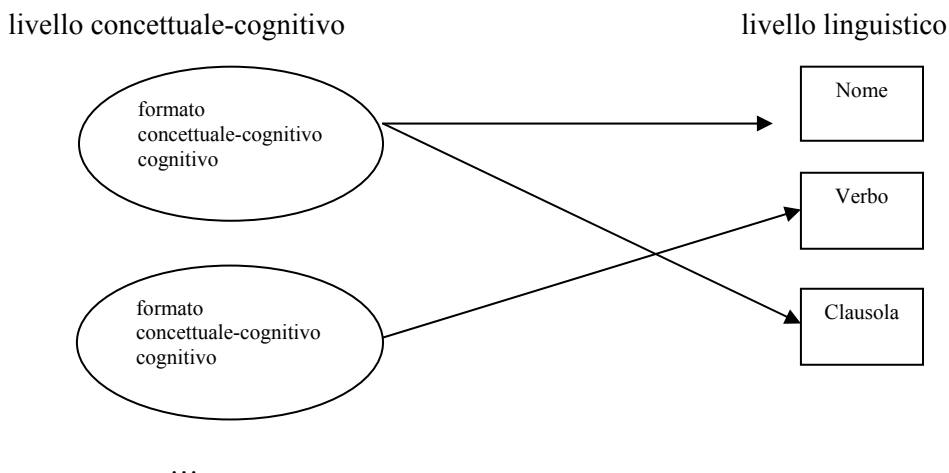 livello concettuale-cognitivo
livello linguistico
formato
concettuale-cognitivo
cognitivo
Nome
Verbo
formato
concettuale-cognitivo
cognitivo
Clausola
...